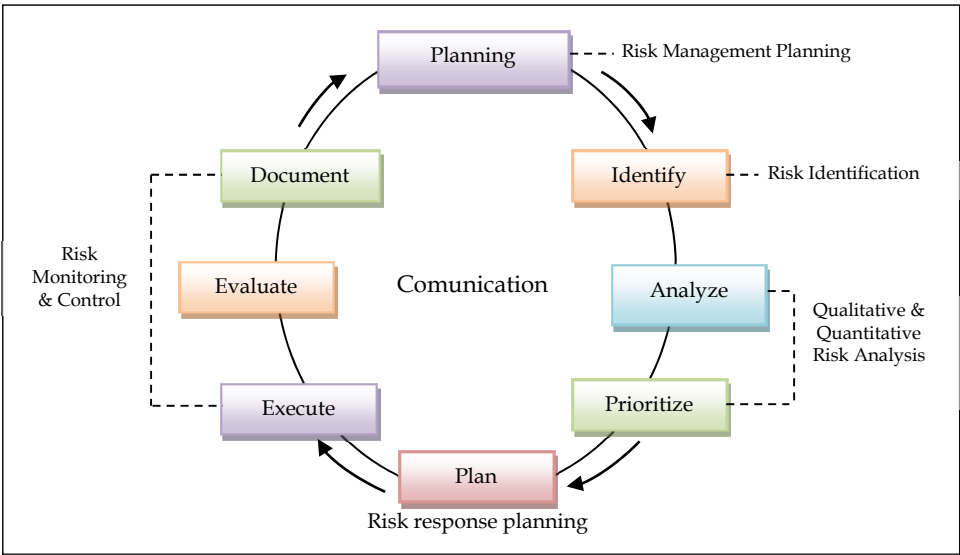 Planning
Risk Management Planning
Document
Identify
Risk Identification
Risk
Monitoring
& Control
Evaluate
Comunication
Analyze
Qualitative &
Quantitative
Risk Analysis
Execute
Prioritize
Plan
Risk response planning